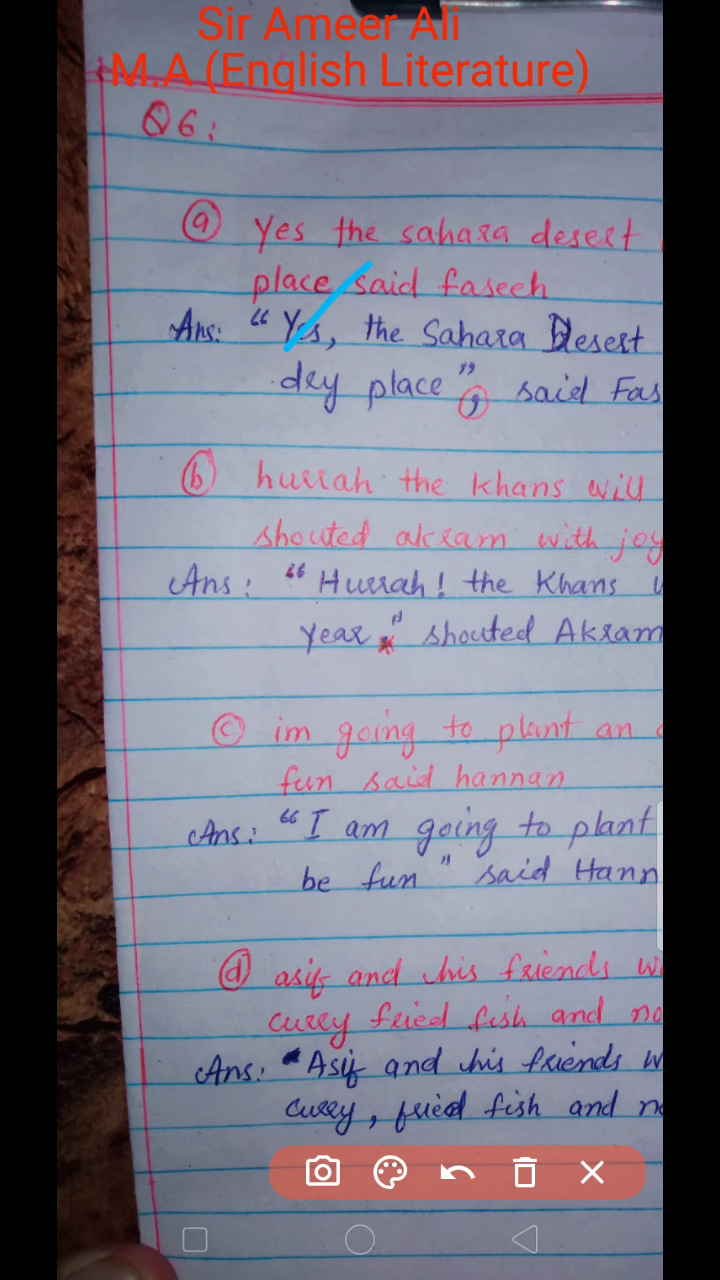 Sir Ameer Ali
M.A (English Literature)
Q6:
(a) Yes the sahara desert
place said faseeh
Ans: "Yes, the Sahara Desert
dry place", said Fas
(b) hurrah the khans will
shouted akram with joy
Ans: "Hurrah! the Khans
year." shouted Akram
(c) im going to plant an
fun said hannan
Ans: "I am going to plant
be fun" said Hann
(d) asif and his friends w
curry fried fish and no
Ans: Asif and his friends w
curry, fried fish and n